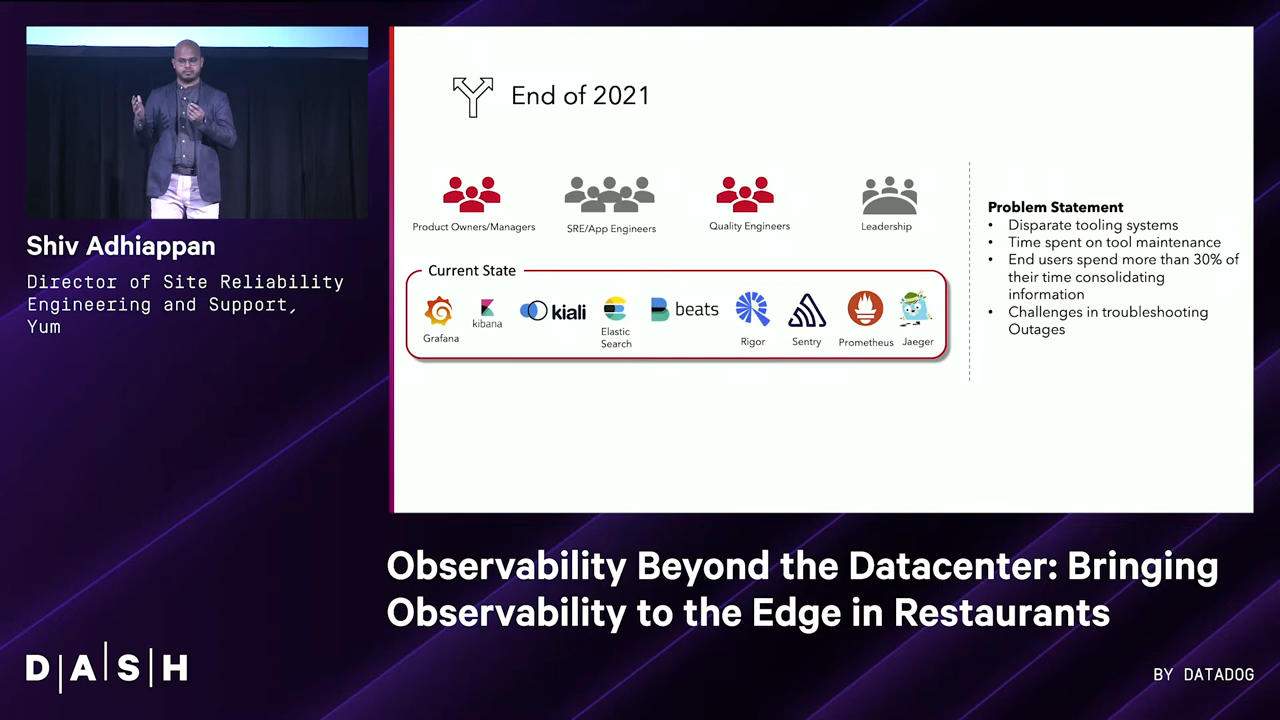 Shiv Adhiappan
Director of Site Reliability
Engineering and Support,
Yum
End of 2021
Product Owners/Managers
SRE/App Engineers
Quality Engineers
Leadership
Current State
Grafana
kibana
kiali
Elastic
Search
beats
Rigor
Sentry
Prometheus
Jaeger
Problem Statement
• Disparate tooling systems
• Time spent on tool maintenance
• End users spend more than 30% of
their time consolidating
information
• Challenges in troubleshooting
Outages
Observability Beyond the Datacenter: Bringing
Observability to the Edge in Restaurants
D|A|S|H
BY DATADOG